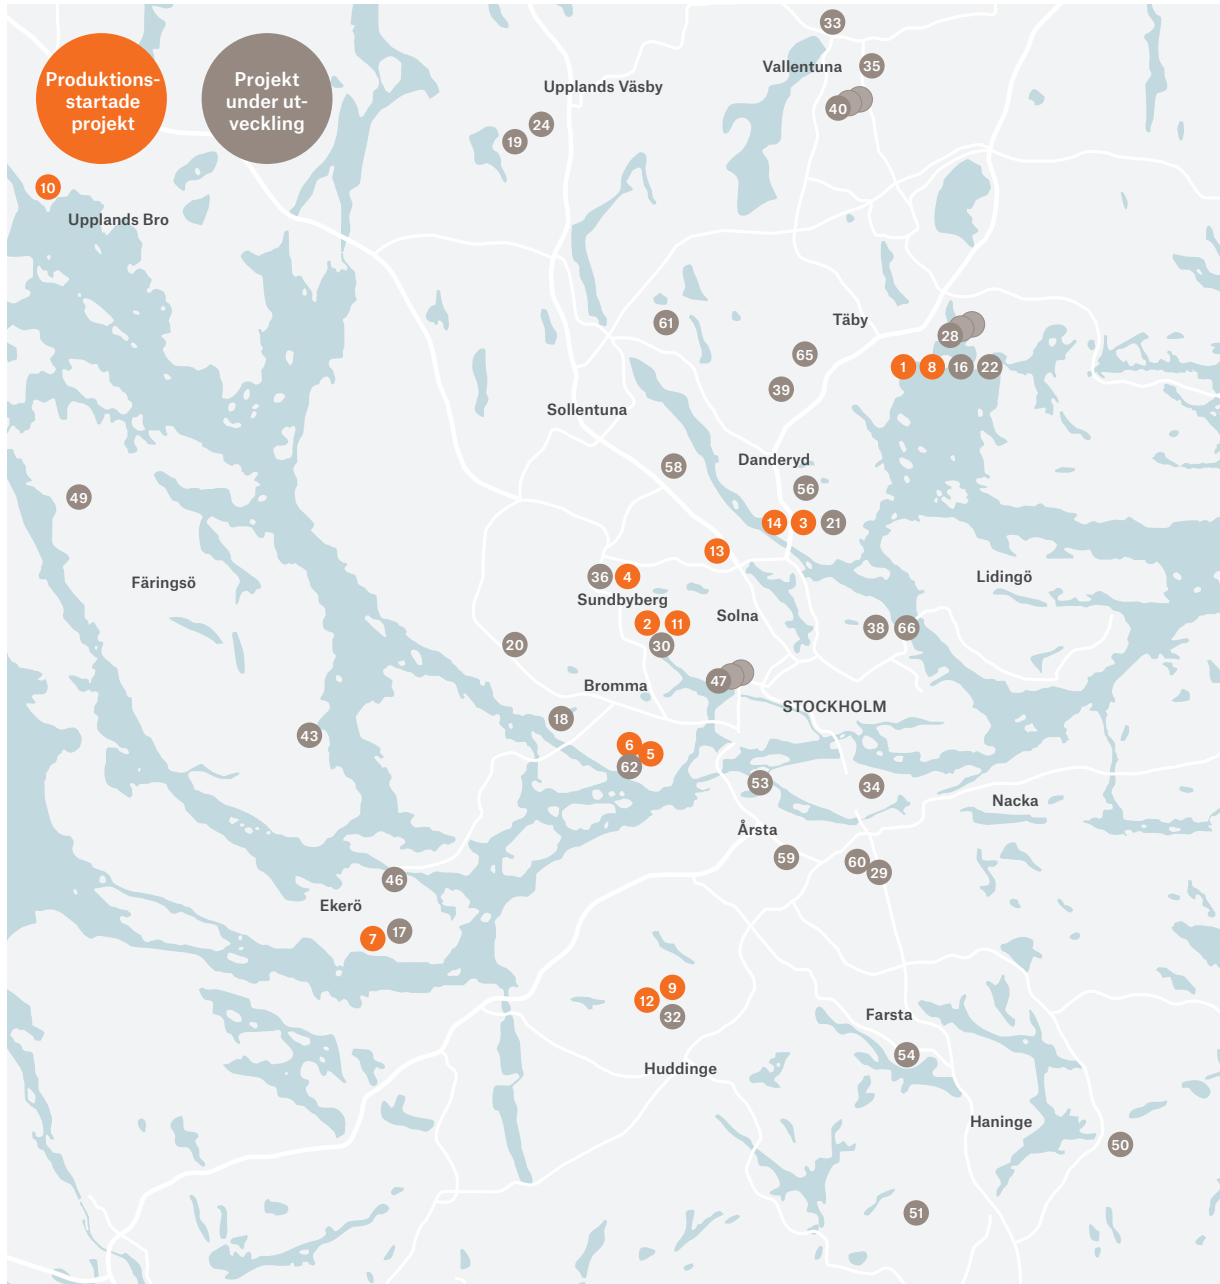 33
Produktions-
startade
projekt
Projekt
under ut-
veckling
Vallentuna
35
Upplands Väsby
40
24
19
10
Upplands Bro
61
Täby
28
65
1
8
16
22
39
Sollentuna
Danderyd
58
56
49
14
3
21
13
36
4
Färingsö
Lidingö
Sundbyberg
2
11
Solna
38
66
20
30
Bromma
47
STOCKHOLM
18
43
6
5
62
53
34
Nacka
Årsta
59
60
29
46
Ekerö
17
7
9
12
32
Farsta
54
Huddinge
Haninge
50
51